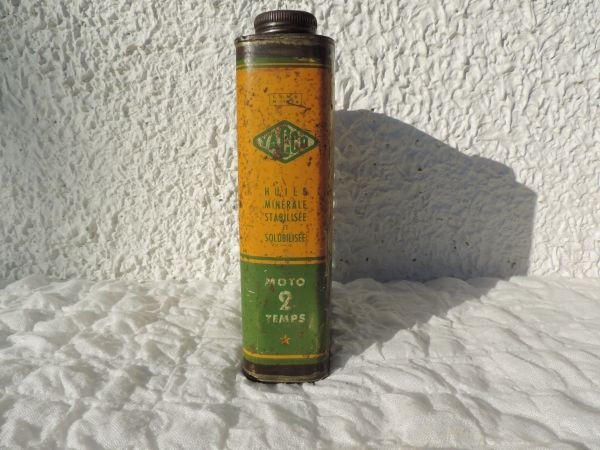 YACCO
HUILE
MINÉRALE
STABILISÉE
ET
SOLUBILISÉE
MOTO
2
TEMPS